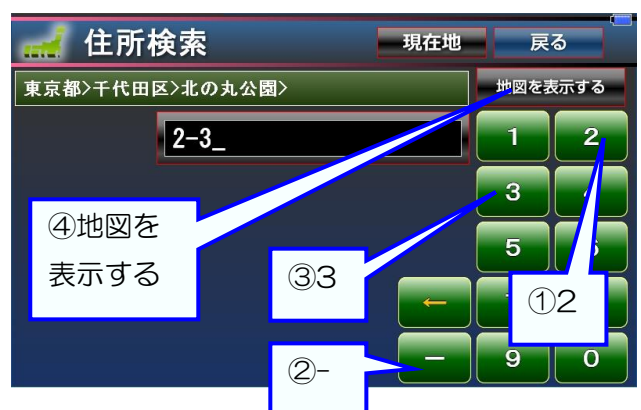 住所検索
現在地
戻る
東京都>千代田区>北の丸公園>
地図を表示する
2-3_
1
2
3
④地図を
表示する
5
③3
①2
←
②-
ー
9
0